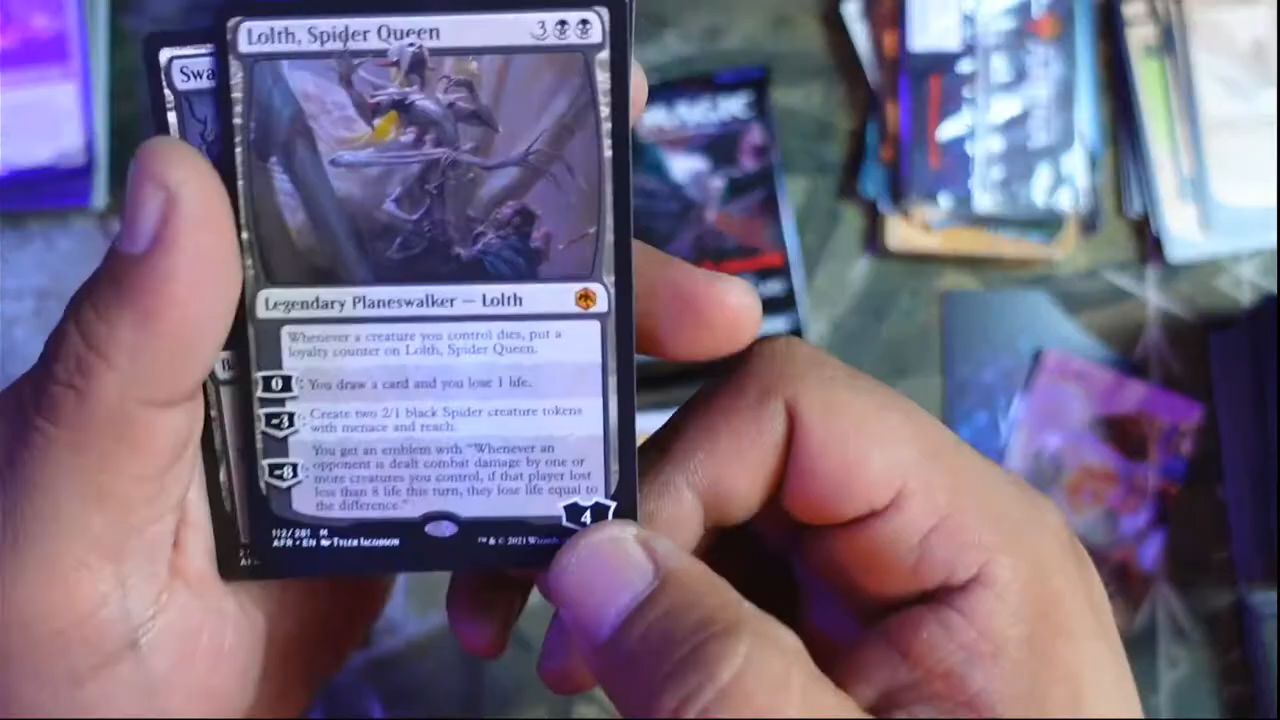 Lolth, Spider Queen
3
Swa
MAGIC
Legendary Planeswalker — Lolth
Whenever a creature you control dies, put a
loyalty counter on Lolth, Spider Queen.
0: You draw a card and you lose 1 life.
-3: Create two 2/1 black Spider creature tokens
with menace and reach.
You get an emblem with "Whenever an
-8: opponent is dealt combat damage by one or
more creatures you control, if that player lost
less than 8 life this turn, they lose life equal to
the difference."
4
112/281 M
AFR • EN Tyler Jacobson
™ & © 2021 Wizards
B